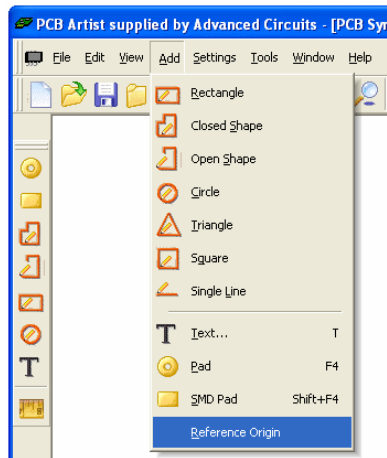 PCB Artist supplied by Advanced Circuits - [PCB Sym
File Edit View Add Settings Tools Window Help
Rectangle
Closed Shape
Open Shape
Circle
Triangle
Square
Single Line
T Text... T
Pad F4
SMD Pad Shift+F4
Reference Origin
T